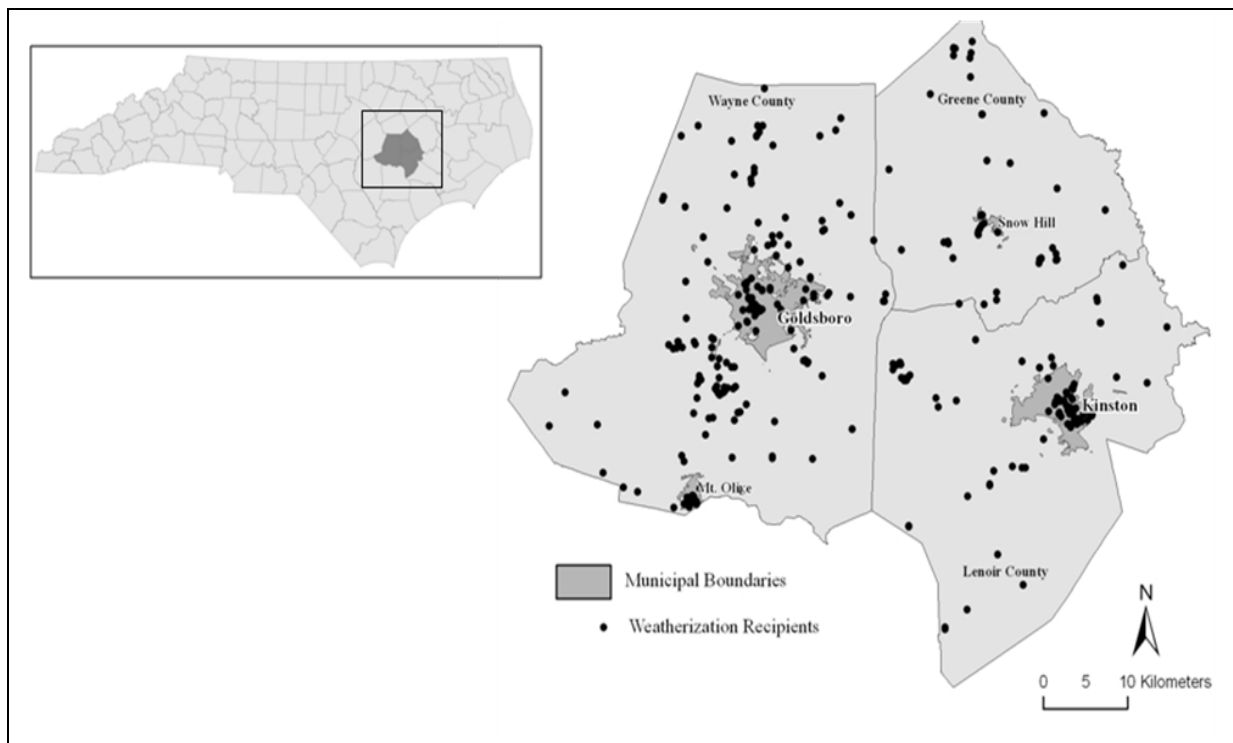 Wayne County
Greene County
Snow Hill
Goldsboro
Kinston
Mt. Olive
Lenoir County
Municipal Boundaries
Weatherization Recipients
N
0 5 10 Kilometers